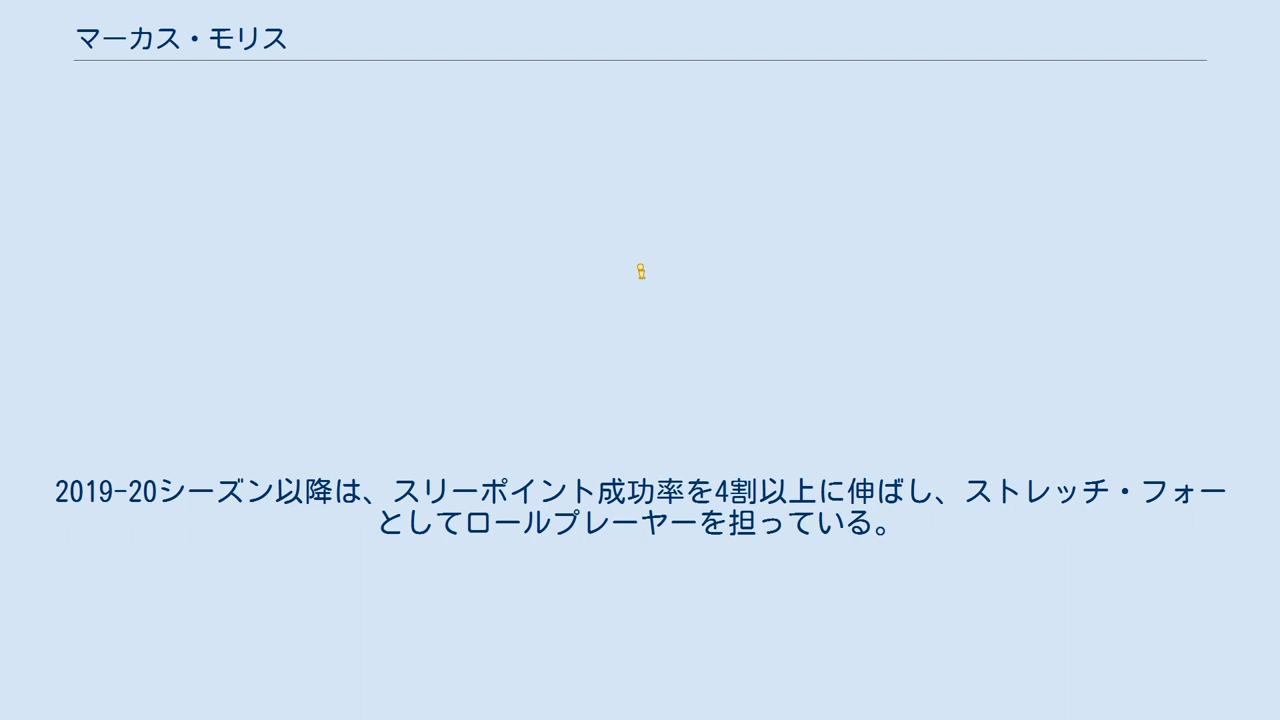 マーカス・モリス
2019-20シーズン以降は、スリーポイント成功率を4割以上に伸ばし、ストレッチ・フォー
としてロールプレーヤーを担っている。